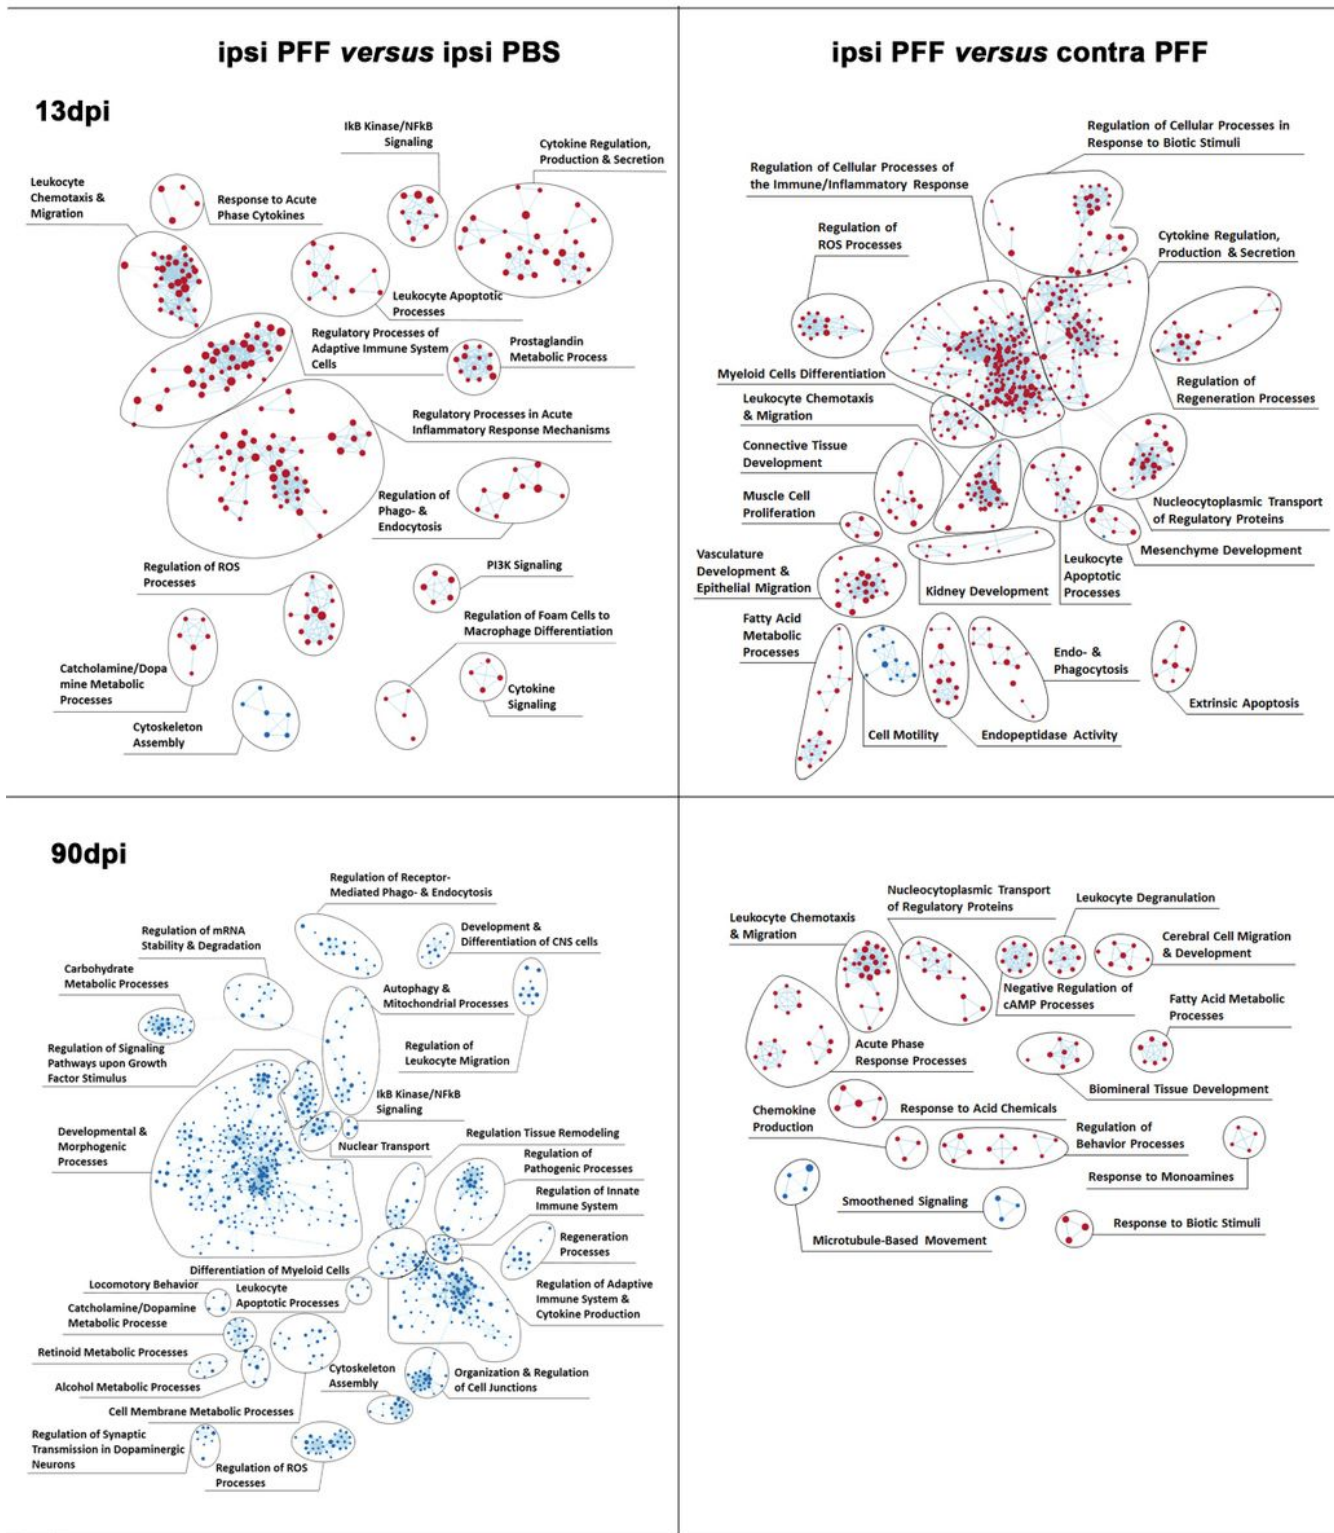 ipsi PFF versus ipsi PBS
ipsi PFF versus contra PFF
13dpi
IkB Kinase/NFkB
Signaling
Cytokine Regulation,
Production & Secretion
Leukocyte
Chemotaxis &
Migration
Response to Acute
Phase Cytokines
Leukocyte Apoptotic
Processes
Regulatory Processes of
Adaptive Immune System
Cells
Prostaglandin
Metabolic Process
Regulatory Processes in Acute
Inflammatory Response Mechanisms
Regulation of
Phago- &
Endocytosis
Regulation of ROS
Processes
PI3K Signaling
Regulation of Foam Cells to
Macrophage Differentiation
Catcholamine/Dopa
mine Metabolic
Processes
Cytokine
Signaling
Cytoskeleton
Assembly
Regulation of Cellular Processes in
Response to Biotic Stimuli
Regulation of Cellular Processes of
the Immune/Inflammatory Response
Regulation of
ROS Processes
Cytokine Regulation,
Production & Secretion
Myeloid Cells Differentiation
Regulation of
Regeneration Processes
Leukocyte Chemotaxis
& Migration
Connective Tissue
Development
Muscle Cell
Proliferation
Nucleocytoplasmic Transport
of Regulatory Proteins
Mesenchyme Development
Vasculature
Development &
Epithelial Migration
Leukocyte
Apoptotic
Processes
Kidney Development
Fatty Acid
Metabolic
Processes
Endo- &
Phagocytosis
Extrinsic Apoptosis
Cell Motility
Endopeptidase Activity
90dpi
Regulation of Receptor-
Mediated Phago- & Endocytosis
Regulation of mRNA
Stability & Degradation
Development &
Differentiation of CNS cells
Carbohydrate
Metabolic Processes
Autophagy &
Mitochondrial Processes
Regulation of Signaling
Pathways upon Growth
Factor Stimulus
Regulation of
Leukocyte Migration
IkB Kinase/NFkB
Signaling
Developmental &
Morphogenic
Processes
Nuclear Transport
Regulation Tissue Remodeling
Regulation of
Pathogenic Processes
Regulation of Innate
Immune System
Regeneration
Processes
Differentiation of Myeloid Cells
Locomotory Behavior
Leukocyte
Apoptotic Processes
Regulation of Adaptive
Immune System &
Cytokine Production
Catcholamine/Dopamine
Metabolic Processe
Retinoid Metabolic Processes
Alcohol Metabolic Processes
Cytoskeleton
Assembly
Organization & Regulation
of Cell Junctions
Cell Membrane Metabolic Processes
Regulation of Synaptic
Transmission in Dopaminergic
Neurons
Regulation of ROS
Processes
Nucleocytoplasmic Transport
of Regulatory Proteins
Leukocyte Degranulation
Leukocyte Chemotaxis
& Migration
Cerebral Cell Migration
& Development
Negative Regulation of
cAMP Processes
Fatty Acid Metabolic
Processes
Acute Phase
Response Processes
Biomineral Tissue Development
Chemokine
Production
Response to Acid Chemicals
Regulation of
Behavior Processes
Response to Monoamines
Smoothened Signaling
Response to Biotic Stimuli
Microtubule-Based Movement